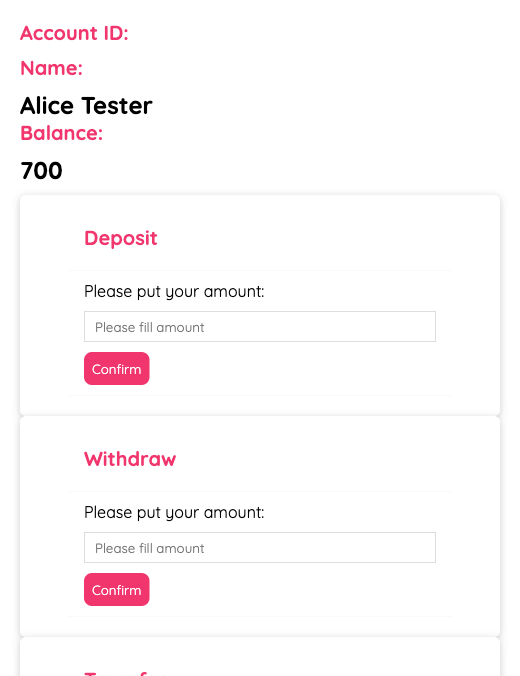 Account ID:
Name:
Alice Tester
Balance:
700
Deposit
Please put your amount:
Please fill amount
Confirm
Withdraw
Please put your amount:
Please fill amount
Confirm